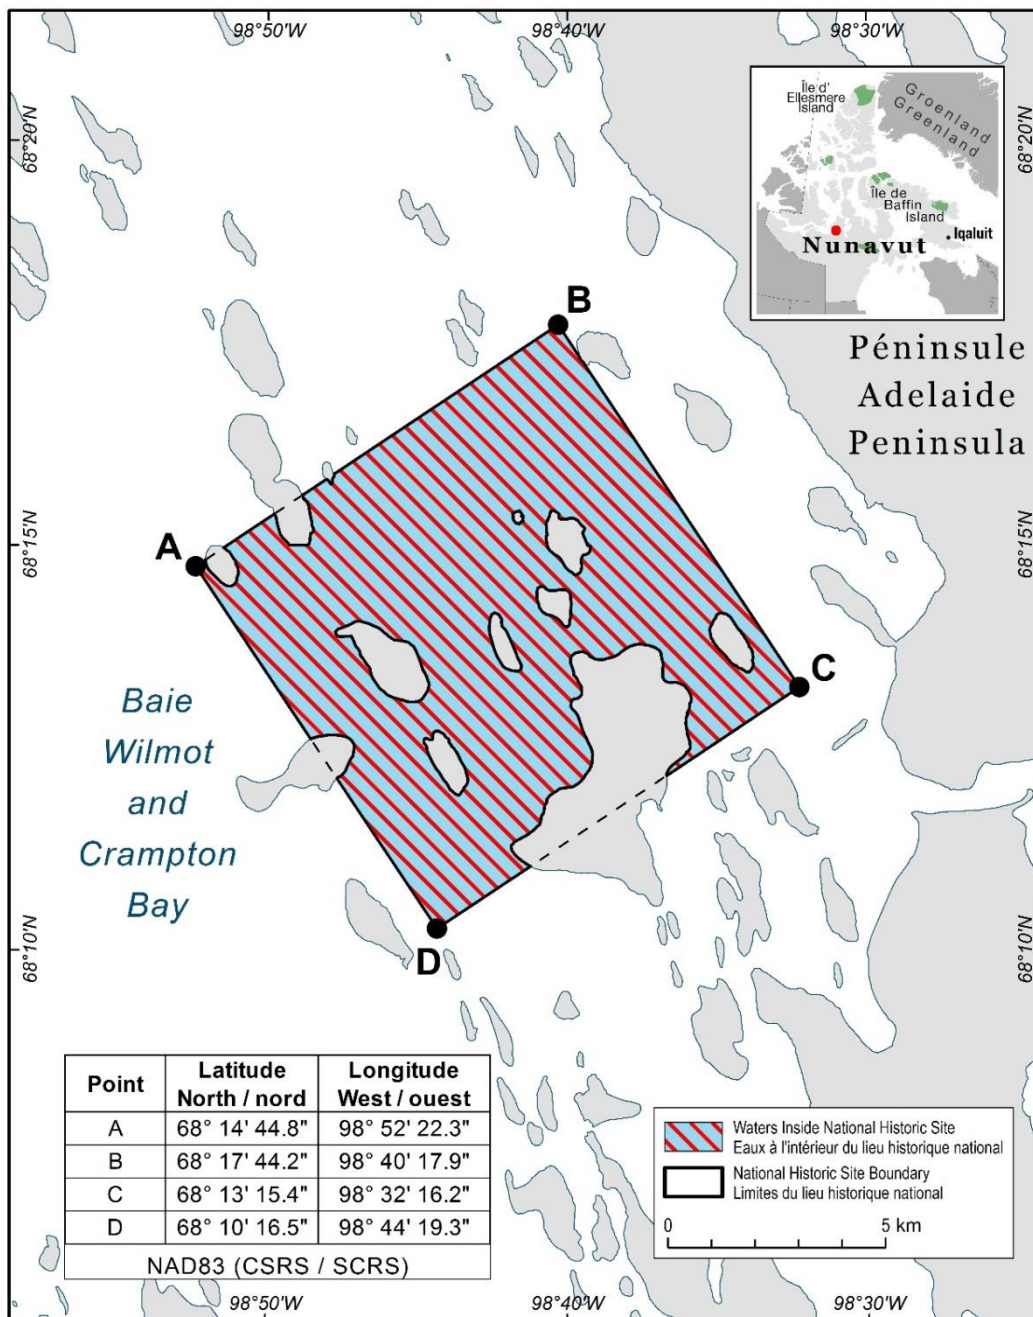 98°50'W 98°40'W 98°30'W
68°20'N
68°20'N
Île d'
Ellesmere
Island
Groenland
Greenland
Île de
Baffin
Island
Iqaluit
Nunavut
B
Péninsule
Adelaide
Peninsula
A
68°15'N
68°15'N
C
Baie
Wilmot
and
Crampton
Bay
D
68°10'N
68°10'N
Point Latitude North / nord Longitude West / ouest
A 68° 14' 44.8" 98° 52' 22.3"
B 68° 17' 44.2" 98° 40' 17.9"
C 68° 13' 15.4" 98° 32' 16.2"
D 68° 10' 16.5" 98° 44' 19.3"
NAD83 (CSRS / SCRS)
Waters Inside National Historic Site
Eaux à l'intérieur du lieu historique national
National Historic Site Boundary
Limites du lieu historique national
0 5 km
98°50'W 98°40'W 98°30'W